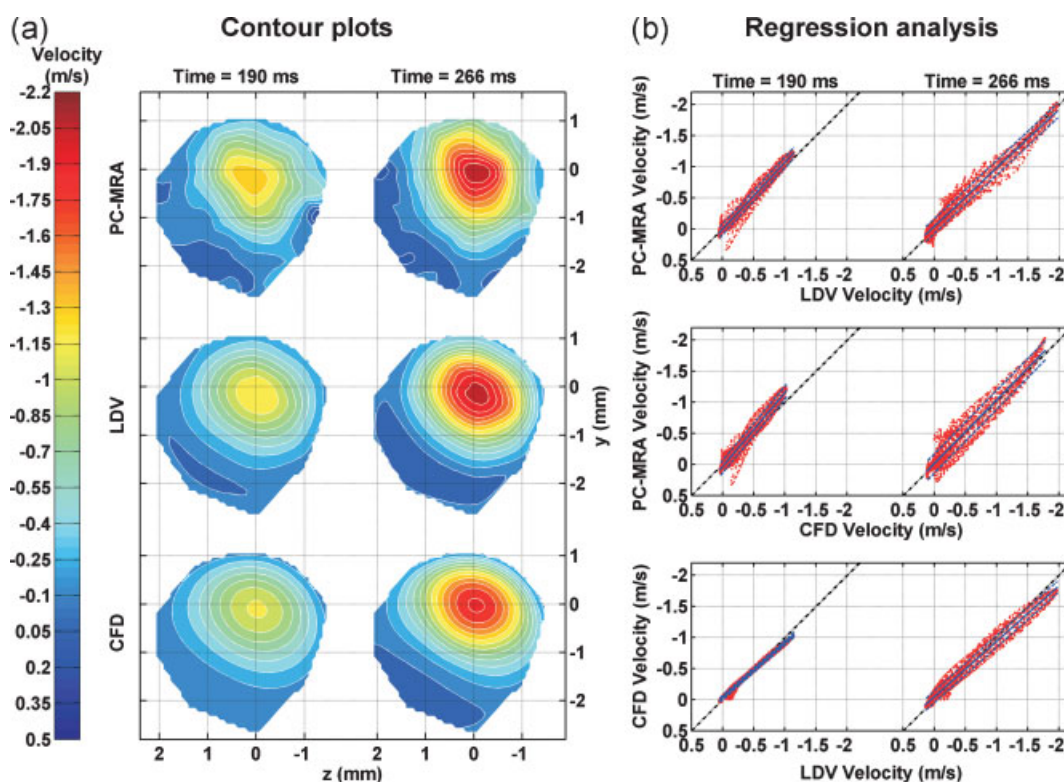 (a) Contour plots
Velocity
(m/s)
Time = 190 ms Time = 266 ms
-2.2
-2.05
-1.9
-1.75
-1.6
-1.45
-1.3
-1.15
-1
-0.85
-0.7
-0.55
-0.4
-0.25
-0.1
0.05
0.2
0.35
0.5
PC-MRA
LDV
CFD
1
0
-1
-2
1
0
-1
-2
1
0
-1
-2
y (mm)
2 1 0 -1 2 1 0 -1
z (mm)
(b) Regression analysis
Time = 190 ms Time = 266 ms
PC-MRA Velocity (m/s)
-2
-1.5
-1
-0.5
0
0.5
0.5 0 -0.5 -1 -1.5 -2 0.5 0 -0.5 -1 -1.5 -2
LDV Velocity (m/s)
PC-MRA Velocity (m/s)
-2
-1.5
-1
-0.5
0
0.5
0.5 0 -0.5 -1 -1.5 -2 0.5 0 -0.5 -1 -1.5 -2
CFD Velocity (m/s)
CFD Velocity (m/s)
-2
-1.5
-1
-0.5
0
0.5
0.5 0 -0.5 -1 -1.5 -2 0.5 0 -0.5 -1 -1.5 -2
LDV Velocity (m/s)